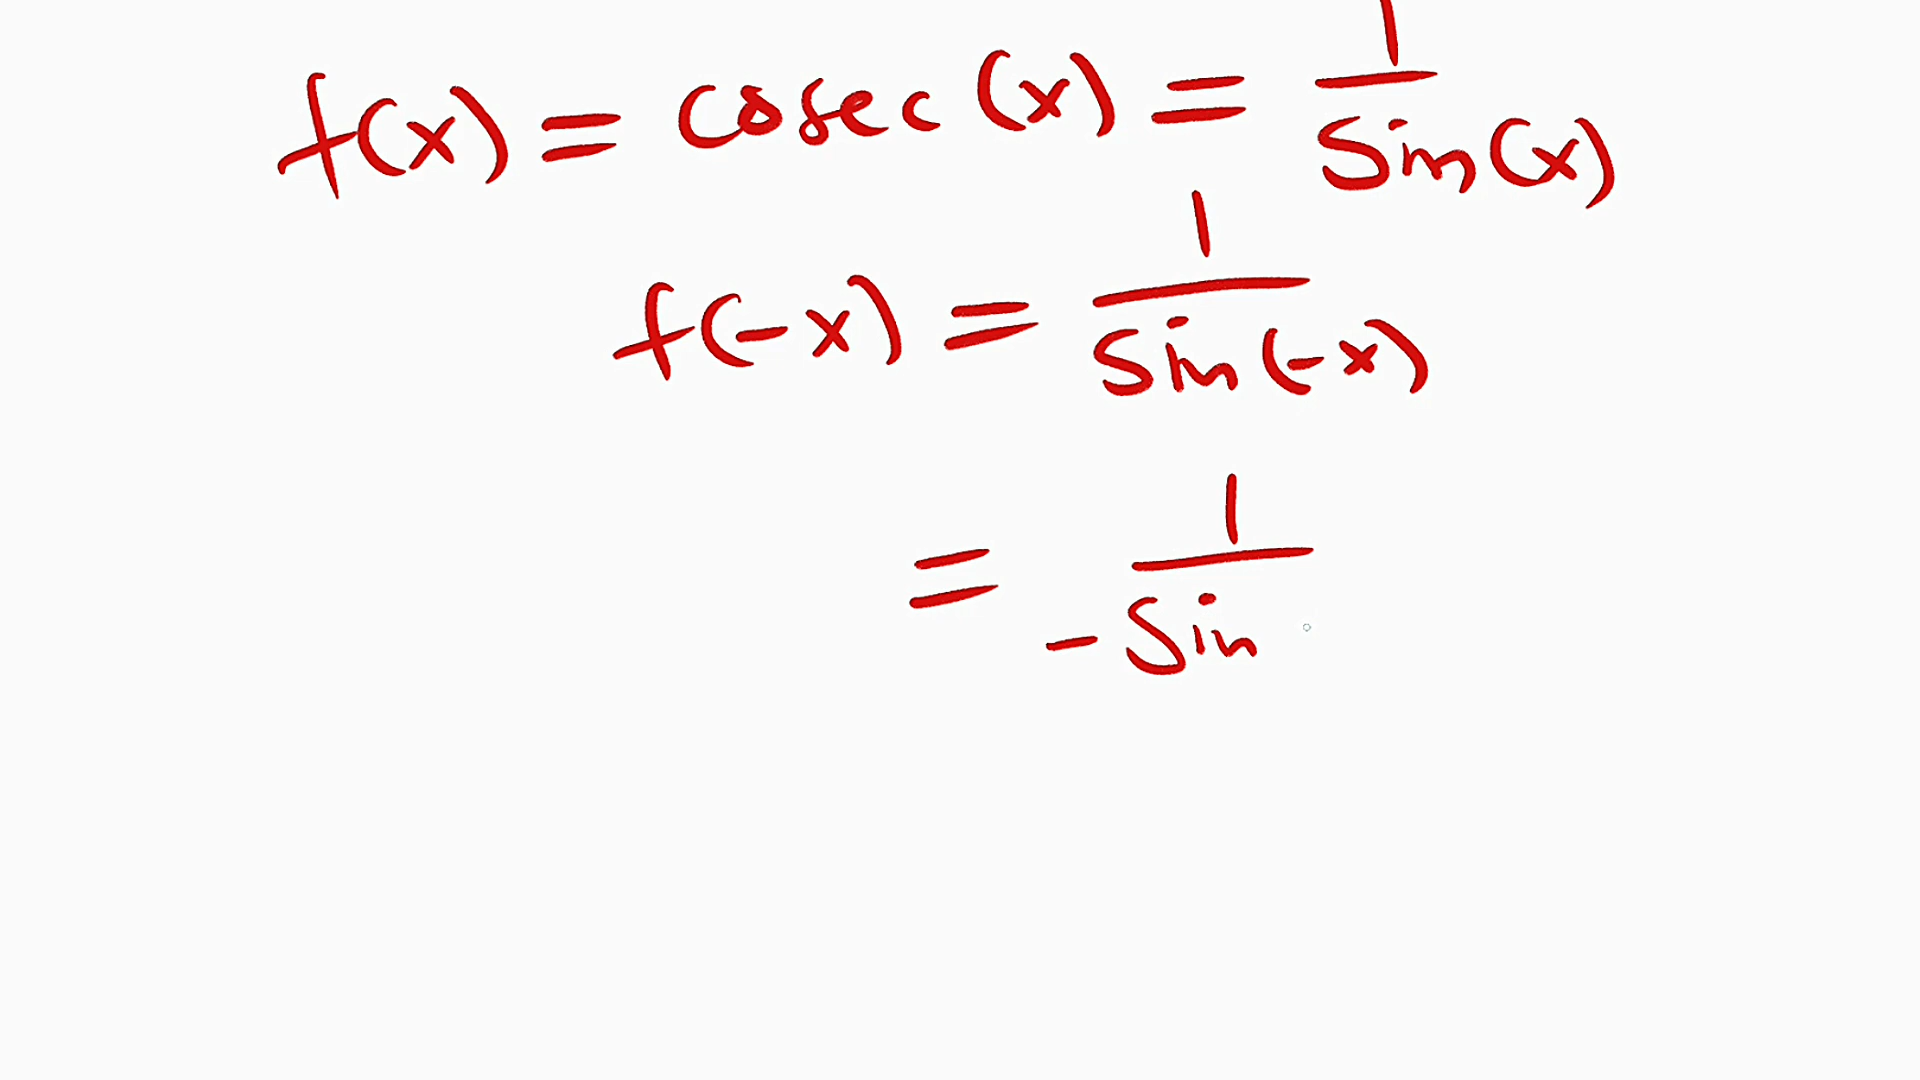 f(x) = cosec(x) = 1/sin(x)
f(-x) = 1/sin(-x)
= 1/-sin